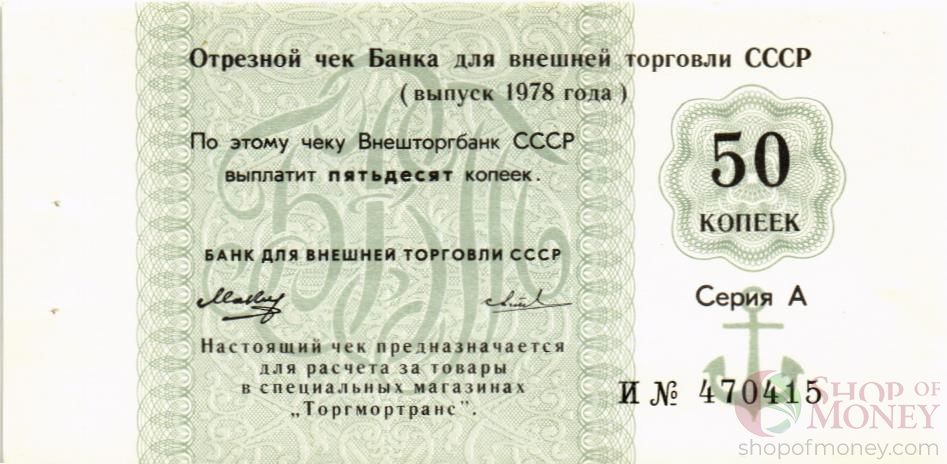 Отрезной чек Банка для внешней торговли СССР
(выпуск 1978 года)
По этому чеку Внешторгбанк СССР
выплатит пятьдесят копеек.
50
КОПЕЕК
БАНК ДЛЯ ВНЕШНЕЙ ТОРГОВЛИ СССР
Серия А
Настоящий чек предназначается
для расчета за товары
в специальных магазинах
„Торгмортранс".
И № 470415
SHOP OF
MONEY
shopofmoney.com